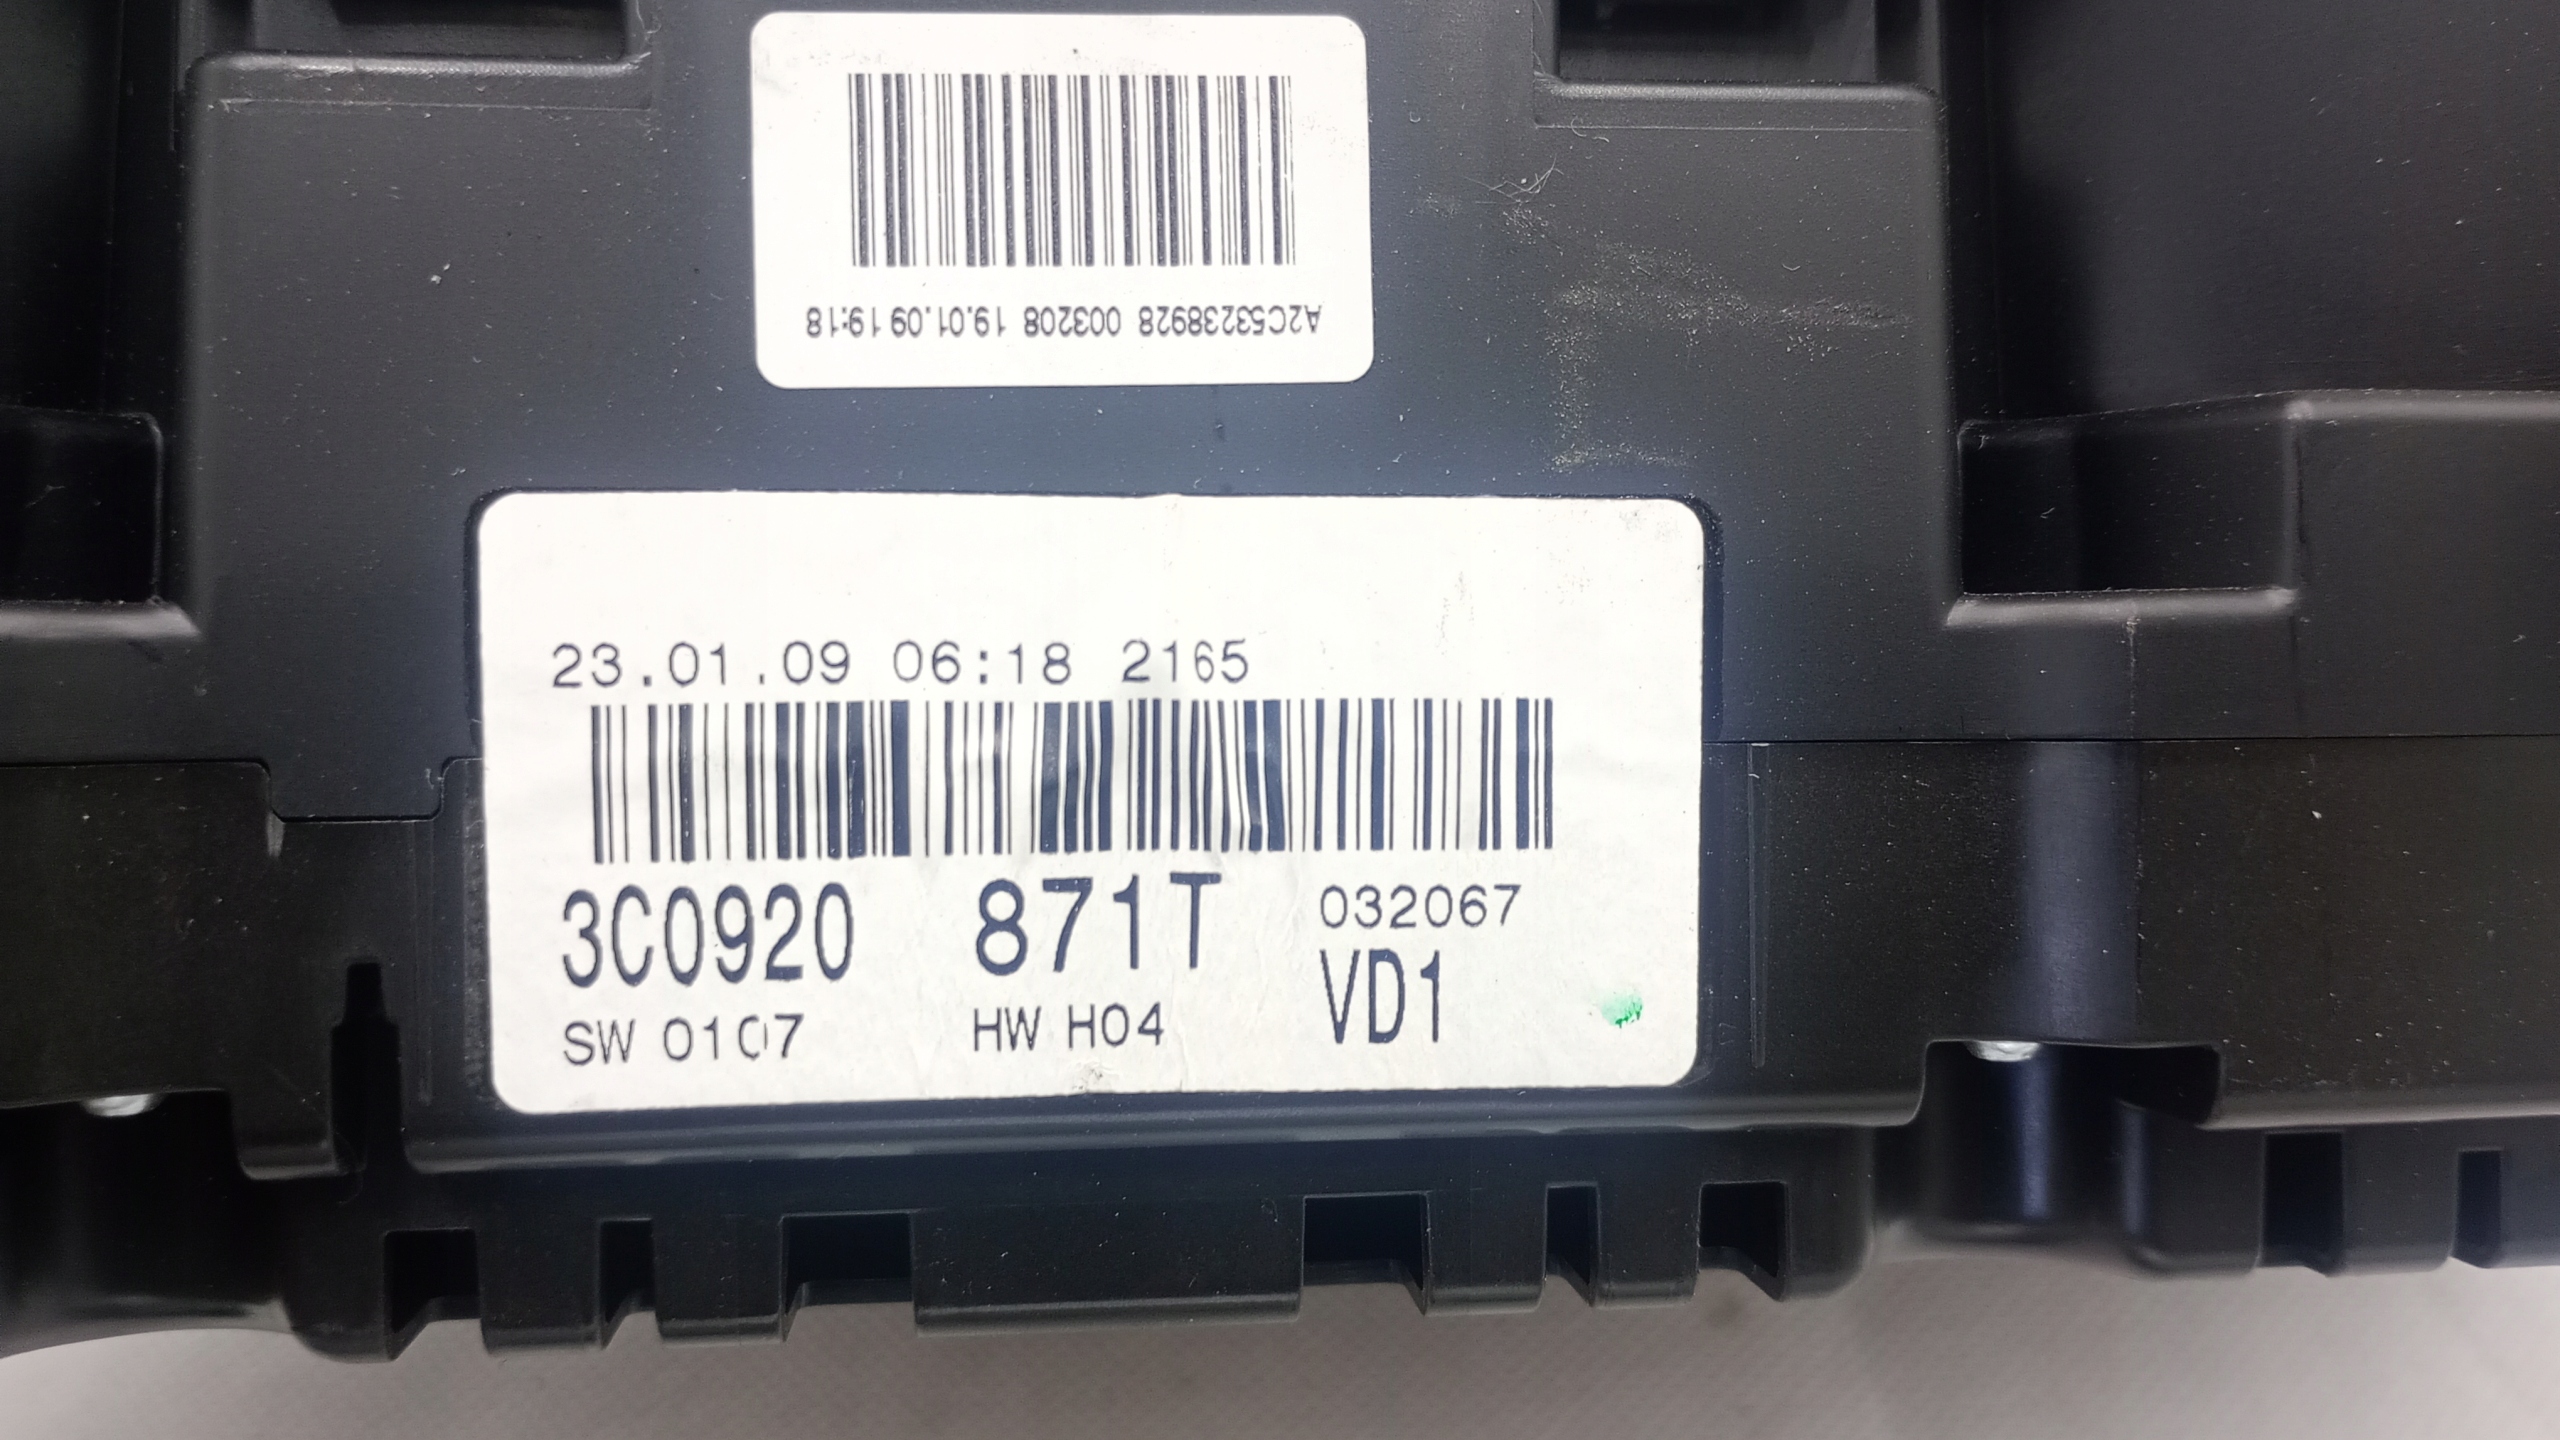 A2C53238928 003208 19.01.09 19:18
23.01.09 06:18 2165
3C0920 871T 032067
VD1
SW 0107 HW H04